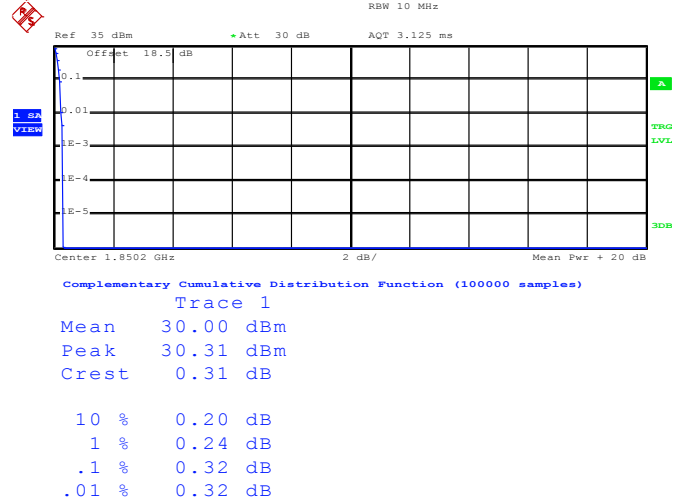 RBW 10 MHz
Ref 35 dBm *Att 30 dB AQT 3.125 ms
Offset 18.5 dB
0.1
A
0.01
1 SA
VIEW
TRG
LVL
1E-3
1E-4
1E-5
3DB
Center 1.8502 GHz 2 dB/ Mean Pwr + 20 dB
Complementary Cumulative Distribution Function (100000 samples)
Trace 1
Mean 30.00 dBm
Peak 30.31 dBm
Crest 0.31 dB
10 % 0.20 dB
1 % 0.24 dB
.1 % 0.32 dB
.01 % 0.32 dB